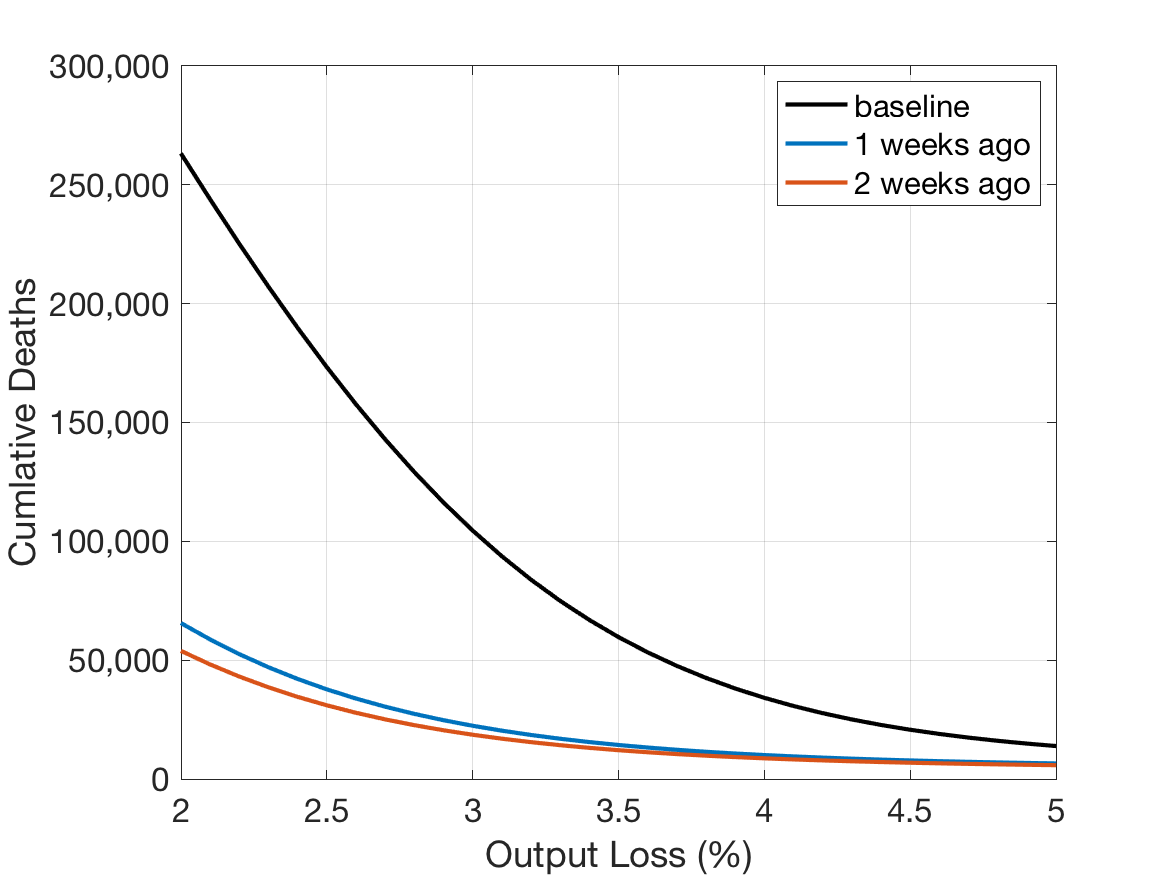 300,000
250,000
200,000
150,000
100,000
50,000
0
Cumlative Deaths
baseline
1 weeks ago
2 weeks ago
2
2.5
3
3.5
4
4.5
5
Output Loss (%)